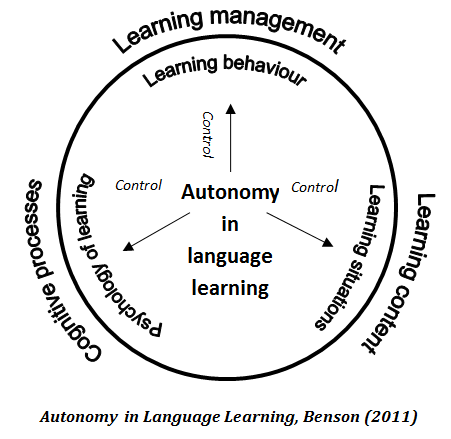 Learning management
Learning behaviour
Control
Control
Control
Autonomy
in
language
learning
Cognitive processes
Psychology of learning
Learning situations
Learning content
Autonomy in Language Learning, Benson (2011)